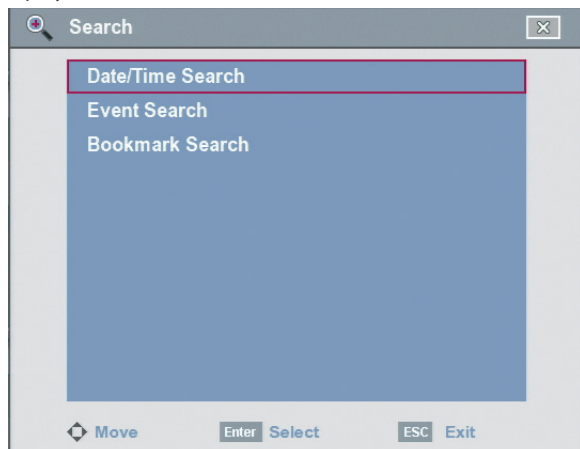 Search
Date/Time Search
Event Search
Bookmark Search
Move Enter Select ESC Exit